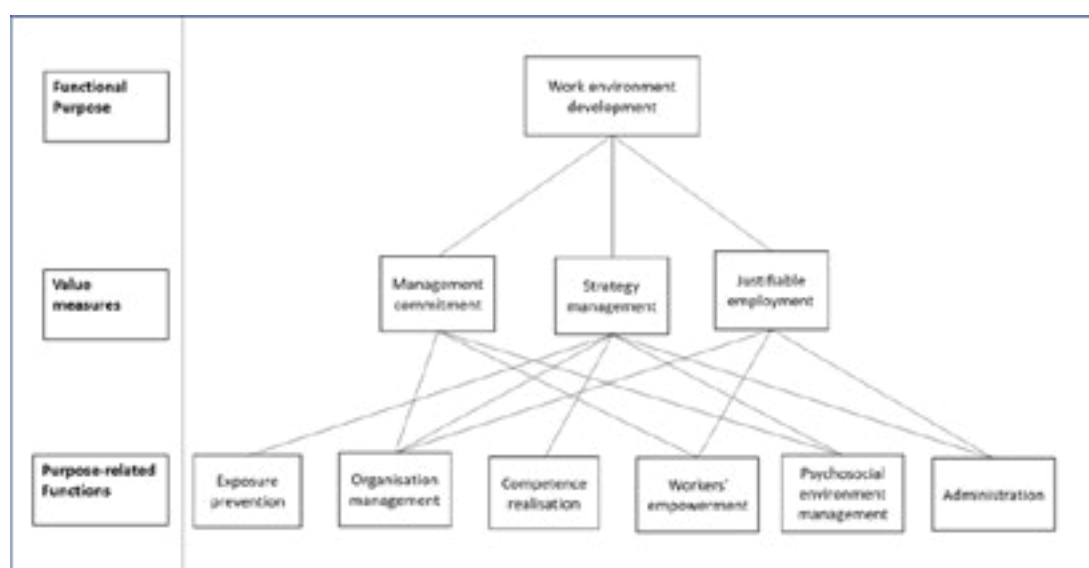 Functional
Purpose
Work environment
development
Value
measures
Management
commitment
Strategy
management
Justifiable
employment
Purpose-related
Functions
Exposure
prevention
Organisation
management
Competence
realisation
Workers'
empowerment
Psychosocial
environment
management
Administration